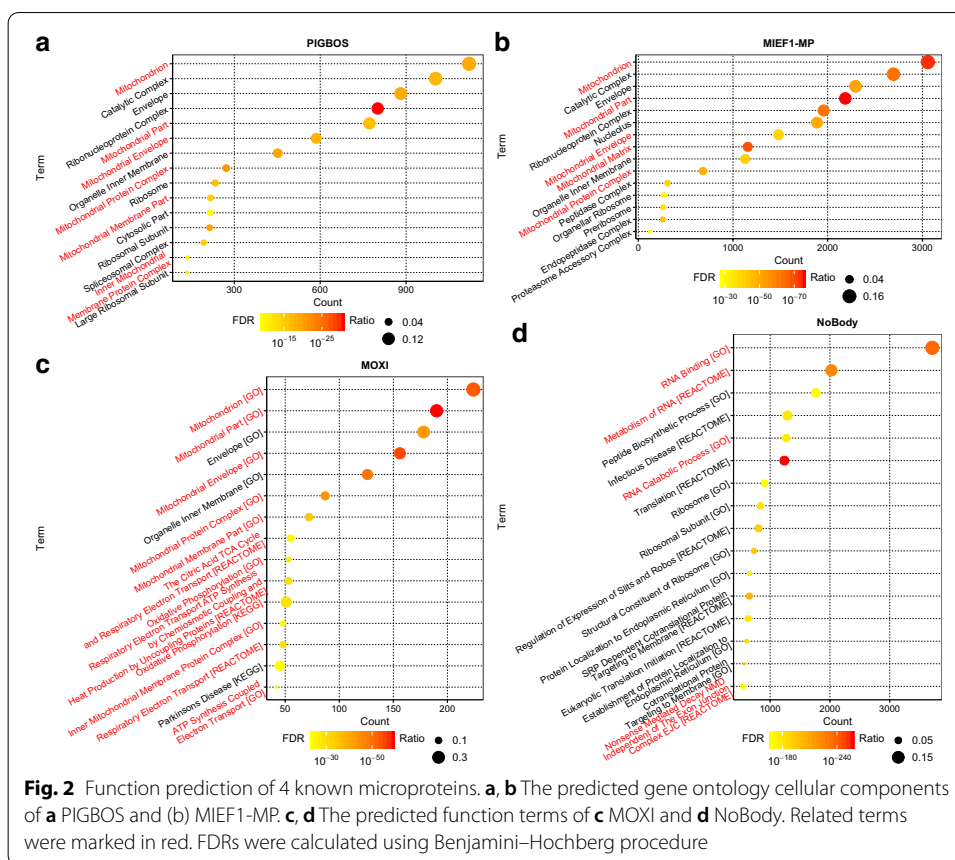 a
PIGBOS
Term
Mitochondrion
Catalytic Complex
Envelope
Ribonucleoprotein Complex
Mitochondrial Part
Mitochondrial Envelope
Organelle Inner Membrane
Mitochondrial Protein Complex
Ribosome
Mitochondrial Membrane Part
Cytosolic Part
Ribosomal Subunit
Spliceosomal Complex
Inner Mitochondrial
Membrane Protein Complex
Large Ribosomal Subunit
300 600 900
Count
FDR
10⁻¹⁵ 10⁻²⁵
Ratio
0.04
0.12
b
MIEF1-MP
Term
Mitochondrion
Catalytic Complex
Envelope
Mitochondrial Part
Ribonucleoprotein Complex
Nucleolus
Mitochondrial Envelope
Mitochondrial Matrix
Organelle Inner Membrane
Mitochondrial Protein Complex
Peptidase Complex
Organellar Ribosome
Preribosome
Endopeptidase Complex
Proteasome Accessory Complex
0 1000 2000 3000
Count
FDR
10⁻³⁰ 10⁻⁵⁰ 10⁻⁷⁰
Ratio
0.04
0.16
c
MOXI
Term
Mitochondrion [GO]
Mitochondrial Part [GO]
Envelope [GO]
Mitochondrial Envelope [GO]
Organelle Inner Membrane [GO]
Mitochondrial Protein Complex [GO]
Mitochondrial Membrane Part [GO]
The Citric Acid TCA Cycle
and Respiratory Electron Transport [REACTOME]
Oxidative Phosphorylation [GO]
Respiratory Electron Transport ATP Synthesis
by Chemiosmotic Coupling and
Heat Production by Uncoupling Proteins [REACTOME]
Oxidative Phosphorylation [KEGG]
Inner Mitochondrial Membrane Protein Complex [GO]
Respiratory Electron Transport [REACTOME]
Parkinsons Disease [KEGG]
ATP Synthesis Coupled
Electron Transport [GO]
50 100 150 200
Count
FDR
10⁻³⁰ 10⁻⁵⁰
Ratio
0.1
0.3
d
NoBody
Term
RNA Binding [GO]
Metabolism of RNA [REACTOME]
Peptide Biosynthetic Process [GO]
Infectious Disease [REACTOME]
RNA Catabolic Process [GO]
Translation [REACTOME]
Ribosome [GO]
Ribosomal Subunit [GO]
Regulation of Expression of Slits and Robos [REACTOME]
Structural Constituent of Ribosome [GO]
Protein Localization to Endoplasmic Reticulum [GO]
SRP Dependent Cotranslational Protein
Targeting to Membrane [REACTOME]
Eukaryotic Translation Initiation [REACTOME]
Establishment of Protein Localization to
Endoplasmic Reticulum [GO]
Cotranslational Protein
Targeting to Membrane [GO]
Nonsense Mediated Decay NMD
Independent of The Exon Junction
Complex EJC [REACTOME]
1000 2000 3000
Count
FDR
10⁻¹⁸⁰ 10⁻²⁴⁰
Ratio
0.05
0.15
Fig. 2 Function prediction of 4 known microproteins. a, b The predicted gene ontology cellular components
of a PIGBOS and (b) MIEF1-MP. c, d The predicted function terms of c MOXI and d NoBody. Related terms
were marked in red. FDRs were calculated using Benjamini–Hochberg procedure